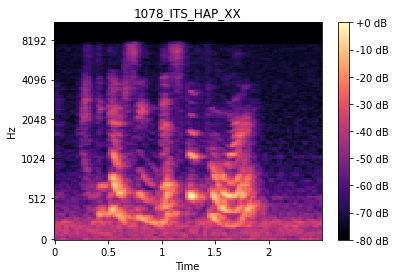 1078_ITS_HAP_XX
+0 dB
8192
-10 dB
4096
-20 dB
-30 dB
2048
Hz
-40 dB
1024
-50 dB
512
-60 dB
-70 dB
0
-80 dB
0 0.5 1 1.5 2
Time